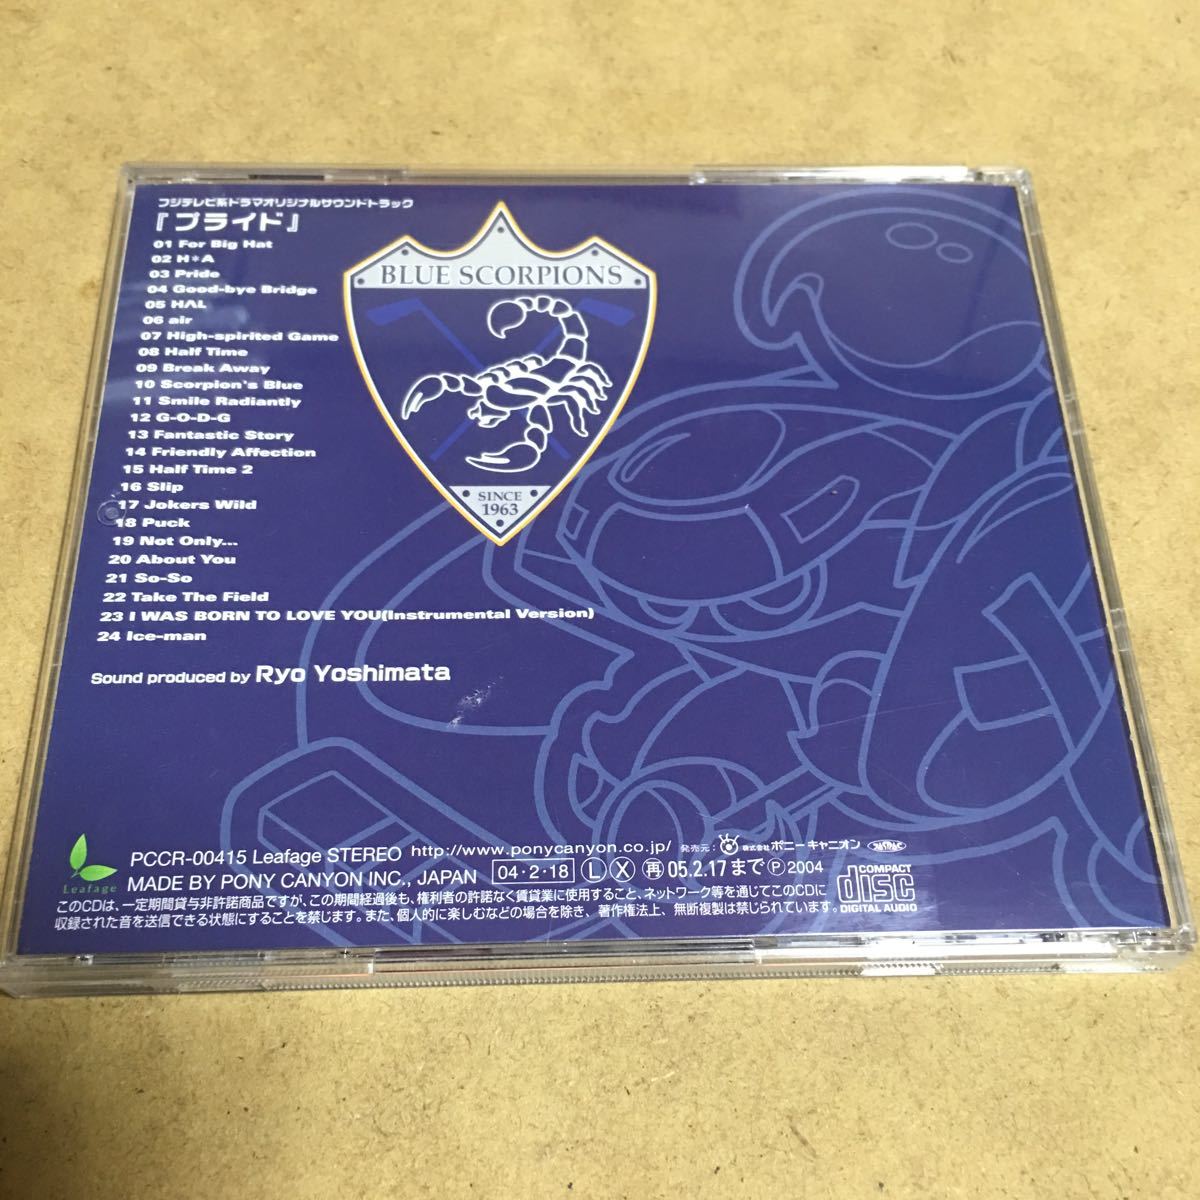 フジテレビ系ドラマオリジナルサウンドトラック
『プライド』
01 For Big Hat
02 H*A
03 Pride
04 Good-bye Bridge
05 HΛL
06 air
07 High-spirited Game
08 Half Time
09 Break Away
10 Scorpion's Blue
11 Smile Radiantly
12 G-O-D-G
13 Fantastic Story
14 Friendly Affection
15 Half Time 2
16 Slip
17 Jokers Wild
18 Puck
19 Not Only...
20 About You
21 So-So
22 Take The Field
23 I WAS BORN TO LOVE YOU(Instrumental Version)
24 Ice-man
Sound produced by Ryo Yoshimata
BLUE SCORPIONS
SINCE
1963
Leafage
PCCR-00415 Leafage STEREO http://www.ponycanyon.co.jp/ 発売元: 株式会社ポニーキャニオン JASRAC
MADE BY PONY CANYON INC., JAPAN 04・2・18 Ⓛ Ⓧ 再 05.2.17まで Ⓟ 2004
COMPACT
disc
DIGITAL AUDIO
このCDは、一定期間貸与非許諾商品ですが、この期間経過後も、権利者の許諾なく賃貸業に使用すること、ネットワーク等を通じてこのCDに
収録された音を送信できる状態にすることを禁じます。また、個人的に楽しむなどの場合を除き、著作権法上、無断複製は禁じられています。